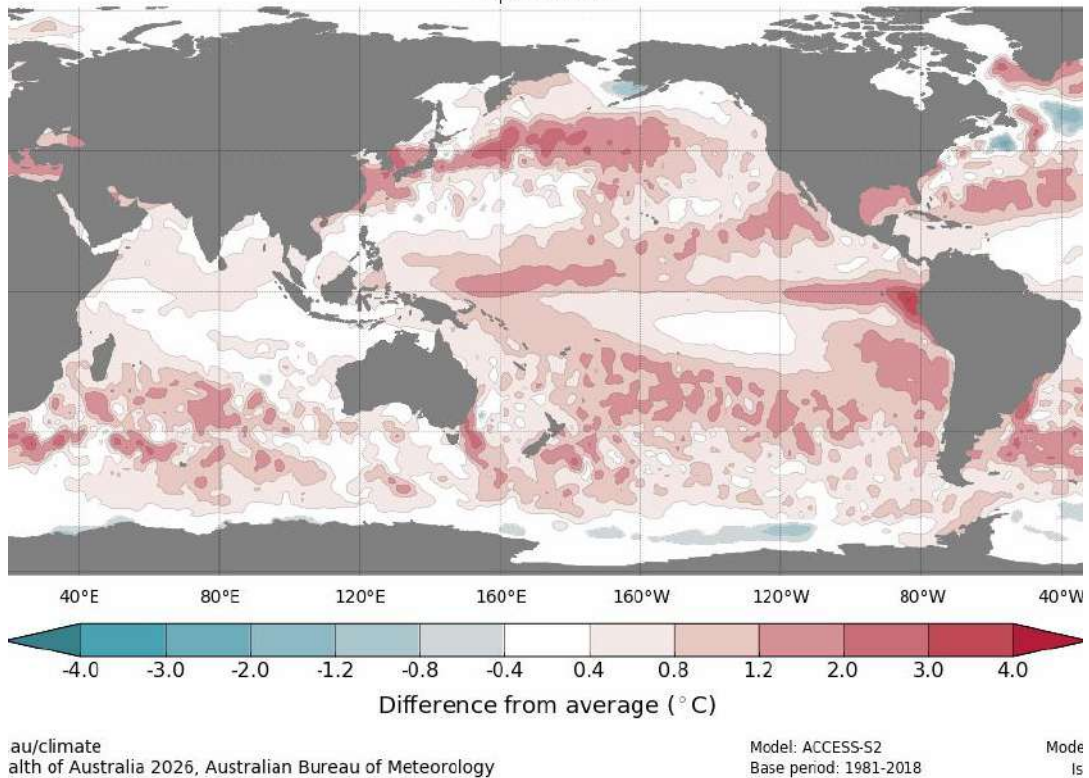 40°E 80°E 120°E 160°E 160°W 120°W 80°W 40°W
-4.0 -3.0 -2.0 -1.2 -0.8 -0.4 0.4 0.8 1.2 2.0 3.0 4.0
Difference from average (°C)
au/climate
alth of Australia 2026, Australian Bureau of Meteorology
Model: ACCESS-S2
Base period: 1981-2018
Mode
Is